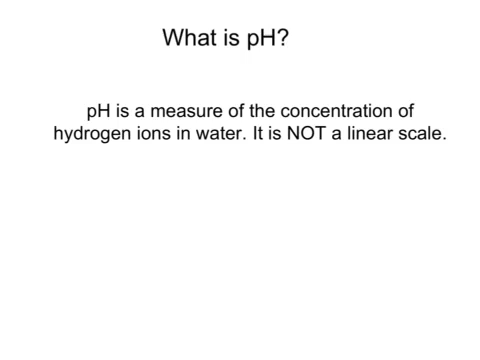 What is pH?
pH is a measure of the concentration of
hydrogen ions in water. It is NOT a linear scale.